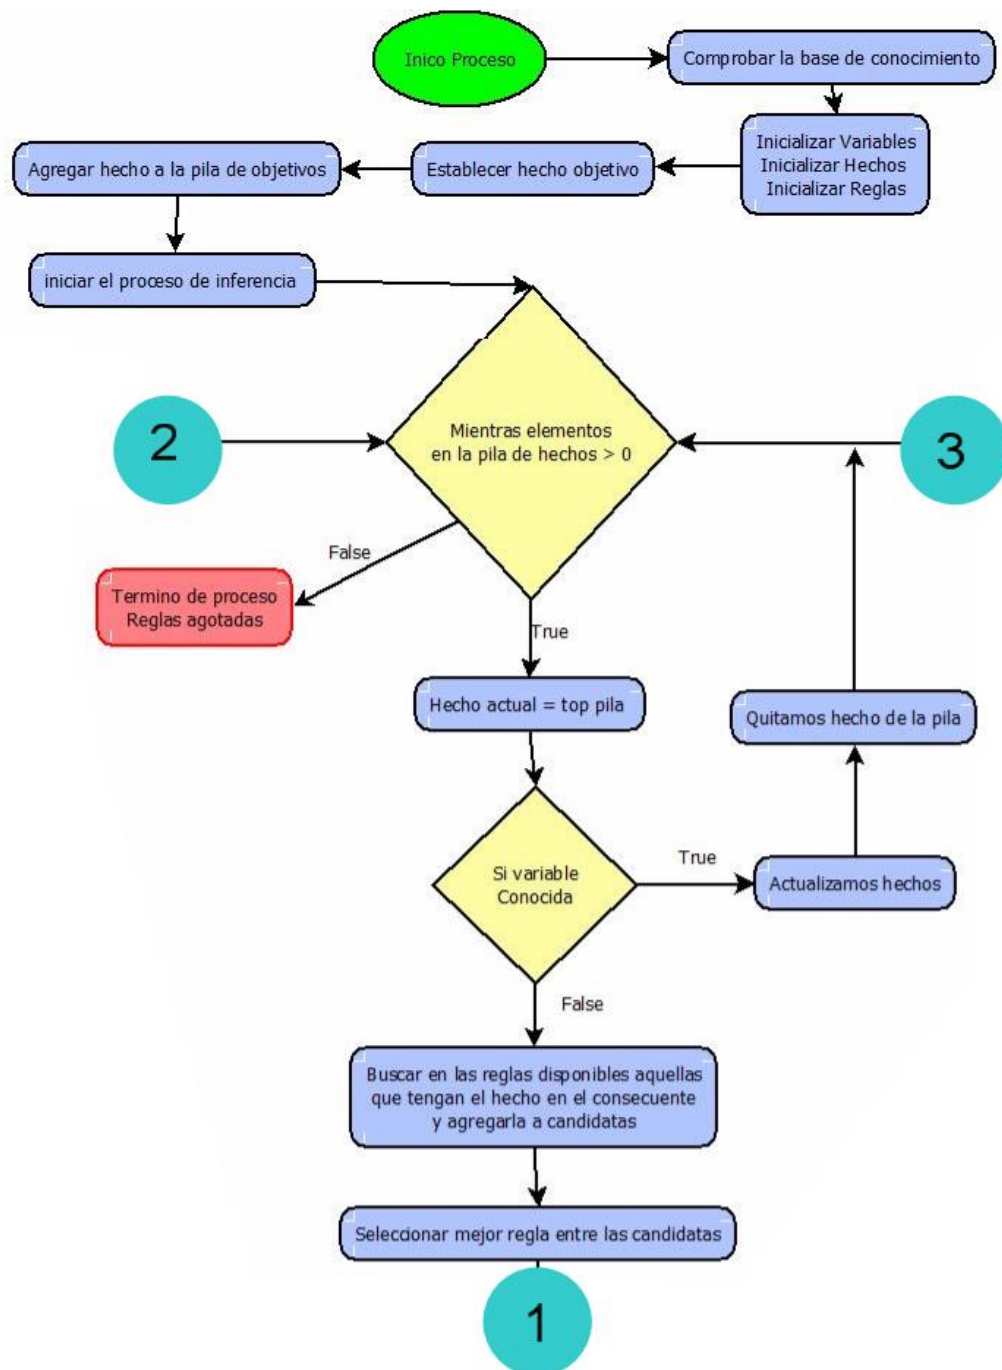 Inico Proceso
Comprobar la base de conocimiento
Inicializar Variables
Inicializar Hechos
Inicializar Reglas
Establecer hecho objetivo
Agregar hecho a la pila de objetivos
iniciar el proceso de inferencia
Mientras elementos
en la pila de hechos > 0
2
3
False
Termino de proceso
Reglas agotadas
True
Hecho actual = top pila
Quitamos hecho de la pila
Si variable
Conocida
True
Actualizamos hechos
False
Buscar en las reglas disponibles aquellas
que tengan el hecho en el consecuente
y agregarla a candidatas
Seleccionar mejor regla entre las candidatas
1